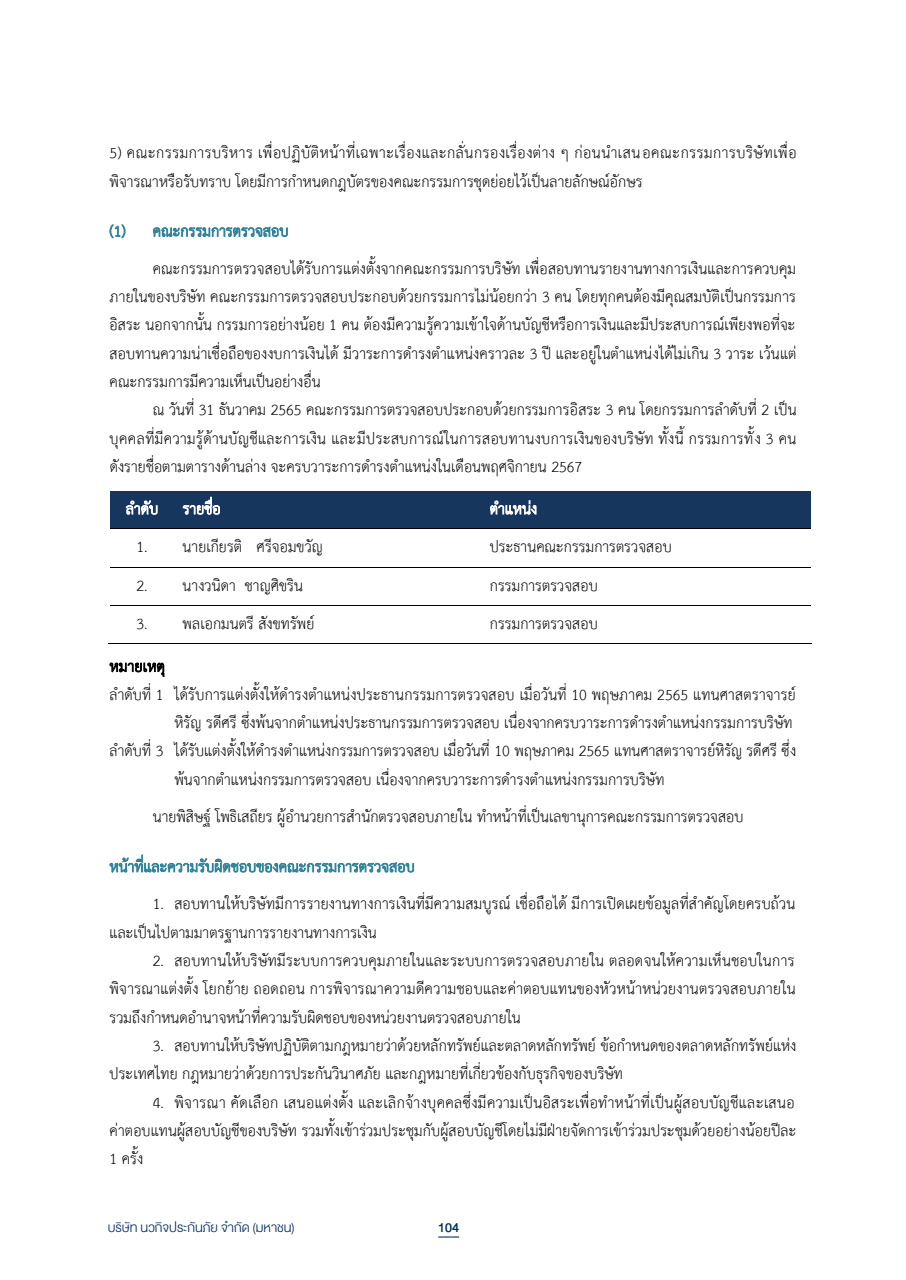 5) คณะกรรมการบริหาร เพื่อปฏิบัติหน้าที่เฉพาะเรื่องและกลั่นกรองเรื่องต่าง ๆ ก่อนนำเสนอคณะกรรมการบริษัทเพื่อ
พิจารณาหรือรับทราบ โดยมีการกำหนดกฎบัตรของคณะกรรมการชุดย่อยไว้เป็นลายลักษณ์อักษร
(1) คณะกรรมการตรวจสอบ
คณะกรรมการตรวจสอบได้รับการแต่งตั้งจากคณะกรรมการบริษัท เพื่อสอบทานรายงานทางการเงินและการควบคุม
ภายในของบริษัท คณะกรรมการตรวจสอบประกอบด้วยกรรมการไม่น้อยกว่า 3 คน โดยทุกคนต้องมีคุณสมบัติเป็นกรรมการ
อิสระ นอกจากนั้น กรรมการอย่างน้อย 1 คน ต้องมีความรู้ความเข้าใจด้านบัญชีหรือการเงินและมีประสบการณ์เพียงพอที่จะ
สอบทานความน่าเชื่อถือของงบการเงินได้ มีวาระการดำรงตำแหน่งคราวละ 3 ปี และอยู่ในตำแหน่งได้ไม่เกิน 3 วาระ เว้นแต่
คณะกรรมการมีความเห็นเป็นอย่างอื่น
ณ วันที่ 31 ธันวาคม 2565 คณะกรรมการตรวจสอบประกอบด้วยกรรมการอิสระ 3 คน โดยกรรมการลำดับที่ 2 เป็น
บุคคลที่มีความรู้ด้านบัญชีและการเงิน และมีประสบการณ์ในการสอบทานงบการเงินของบริษัท ทั้งนี้ กรรมการทั้ง 3 คน
ดังรายชื่อตามตารางด้านล่าง จะครบวาระการดำรงตำแหน่งในเดือนพฤศจิกายน 2567
ลำดับ รายชื่อ ตำแหน่ง
1. นายเกียรติ ศรีจอมขวัญ ประธานคณะกรรมการตรวจสอบ
2. นางวนิดา ชาญศิขริน กรรมการตรวจสอบ
3. พลเอกมนตรี สังขทรัพย์ กรรมการตรวจสอบ
หมายเหตุ
ลำดับที่ 1 ได้รับการแต่งตั้งให้ดำรงตำแหน่งประธานกรรมการตรวจสอบ เมื่อวันที่ 10 พฤษภาคม 2565 แทนศาสตราจารย์
หิรัญ รดีศรี ซึ่งพ้นจากตำแหน่งประธานกรรมการตรวจสอบ เนื่องจากครบวาระการดำรงตำแหน่งกรรมการบริษัท
ลำดับที่ 3 ได้รับแต่งตั้งให้ดำรงตำแหน่งกรรมการตรวจสอบ เมื่อวันที่ 10 พฤษภาคม 2565 แทนศาสตราจารย์หิรัญ รดีศรี ซึ่ง
พ้นจากตำแหน่งกรรมการตรวจสอบ เนื่องจากครบวาระการดำรงตำแหน่งกรรมการบริษัท
นายพิสิษฐ์ โพธิเสถียร ผู้อำนวยการสำนักตรวจสอบภายใน ทำหน้าที่เป็นเลขานุการคณะกรรมการตรวจสอบ
หน้าที่และความรับผิดชอบของคณะกรรมการตรวจสอบ
1. สอบทานให้บริษัทมีการรายงานทางการเงินที่มีความสมบูรณ์ เชื่อถือได้ มีการเปิดเผยข้อมูลที่สำคัญโดยครบถ้วน
และเป็นไปตามมาตรฐานการรายงานทางการเงิน
2. สอบทานให้บริษัทมีระบบการควบคุมภายในและระบบการตรวจสอบภายใน ตลอดจนให้ความเห็นชอบในการ
พิจารณาแต่งตั้ง โยกย้าย ถอดถอน การพิจารณาความดีความชอบและค่าตอบแทนของหัวหน้าหน่วยงานตรวจสอบภายใน
รวมถึงกำหนดอำนาจหน้าที่ความรับผิดชอบของหน่วยงานตรวจสอบภายใน
3. สอบทานให้บริษัทปฏิบัติตามกฎหมายว่าด้วยหลักทรัพย์และตลาดหลักทรัพย์ ข้อกำหนดของตลาดหลักทรัพย์แห่ง
ประเทศไทย กฎหมายว่าด้วยการประกันวินาศภัย และกฎหมายที่เกี่ยวข้องกับธุรกิจของบริษัท
4. พิจารณา คัดเลือก เสนอแต่งตั้ง และเลิกจ้างบุคคลซึ่งมีความเป็นอิสระเพื่อทำหน้าที่เป็นผู้สอบบัญชีและเสนอ
ค่าตอบแทนผู้สอบบัญชีของบริษัท รวมทั้งเข้าร่วมประชุมกับผู้สอบบัญชีโดยไม่มีฝ่ายจัดการเข้าร่วมประชุมด้วยอย่างน้อยปีละ
1 ครั้ง
บริษัท นวกิจประกันภัย จำกัด (มหาชน) 104